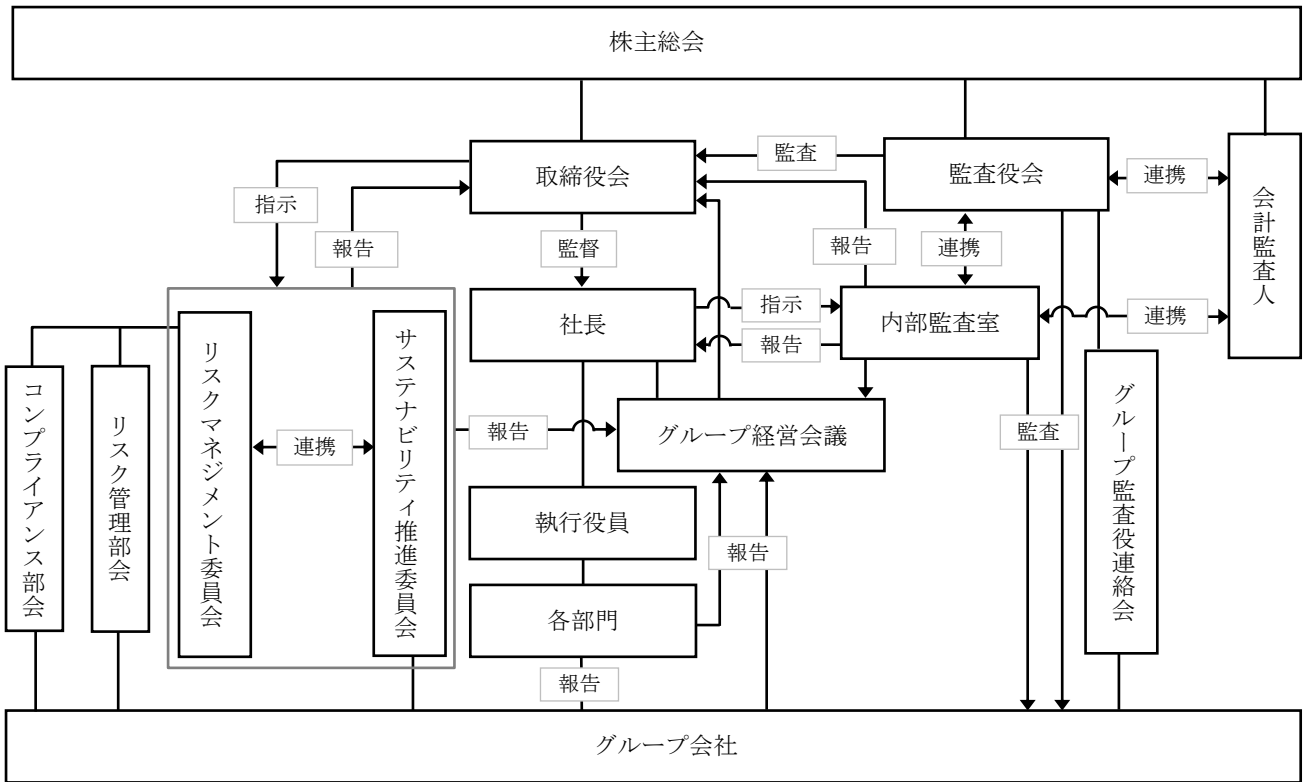 株主総会
取締役会
監査
監査役会
連携
会計監査人
指示
報告
監督
報告
連携
社長
指示
報告
内部監査室
連携
コンプライアンス部会
リスク管理部会
リスクマネジメント委員会
連携
サステナビリティ推進委員会
報告
グループ経営会議
監査
グループ監査役連絡会
執行役員
報告
各部門
報告
グループ会社